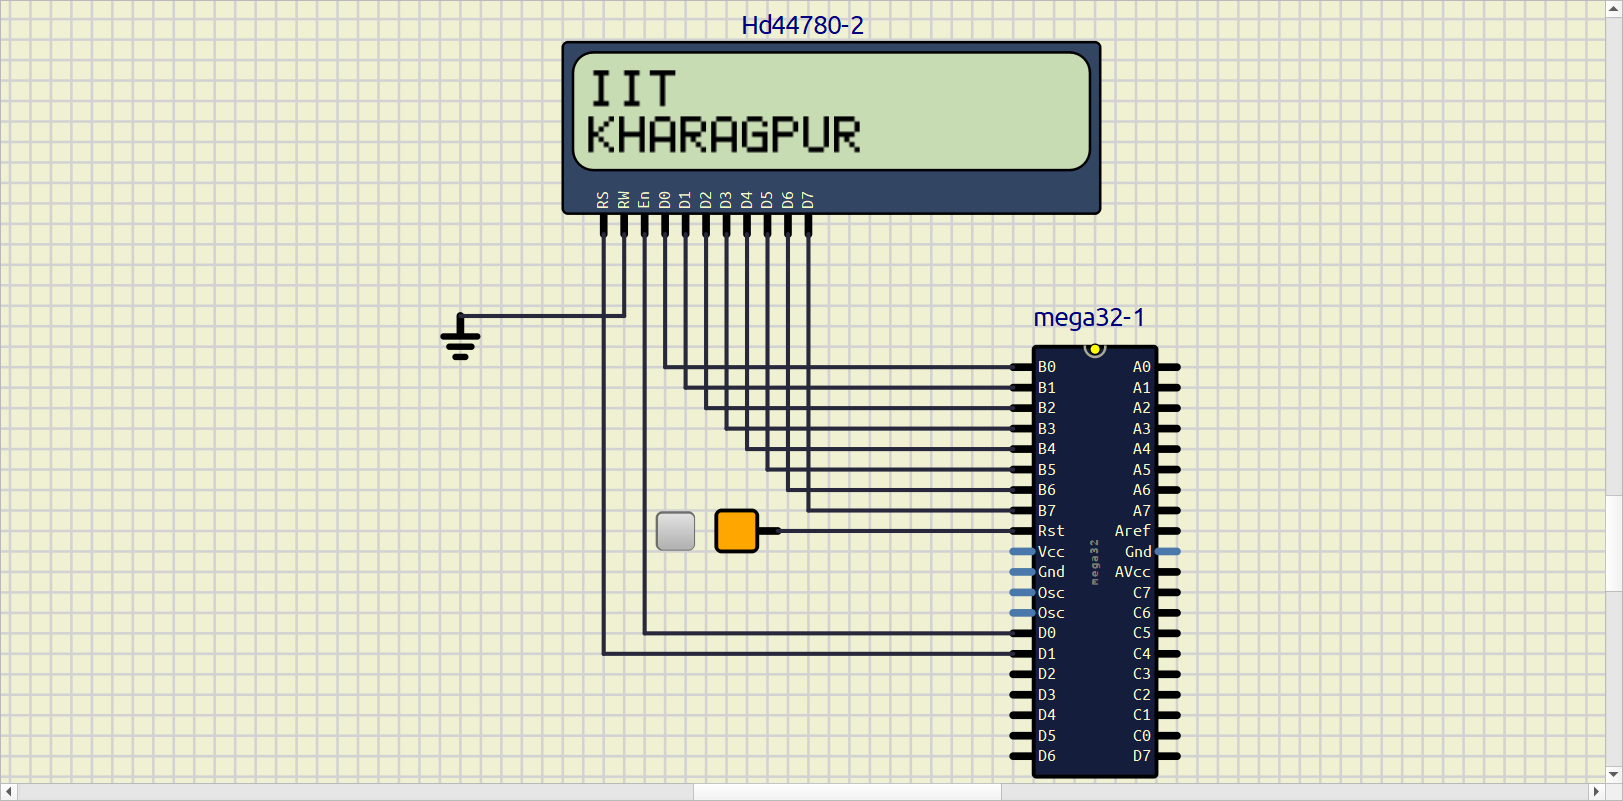 Hd44780-2
IIT
KHARAGPUR
RS RW En D0 D1 D2 D3 D4 D5 D6 D7
mega32-1
B0 A0
B1 A1
B2 A2
B3 A3
B4 A4
B5 A5
B6 A6
B7 A7
Rst Aref
Vcc Gnd
mega32
Gnd AVcc
Osc C7
Osc C6
D0 C5
D1 C4
D2 C3
D3 C2
D4 C1
D5 C0
D6 D7